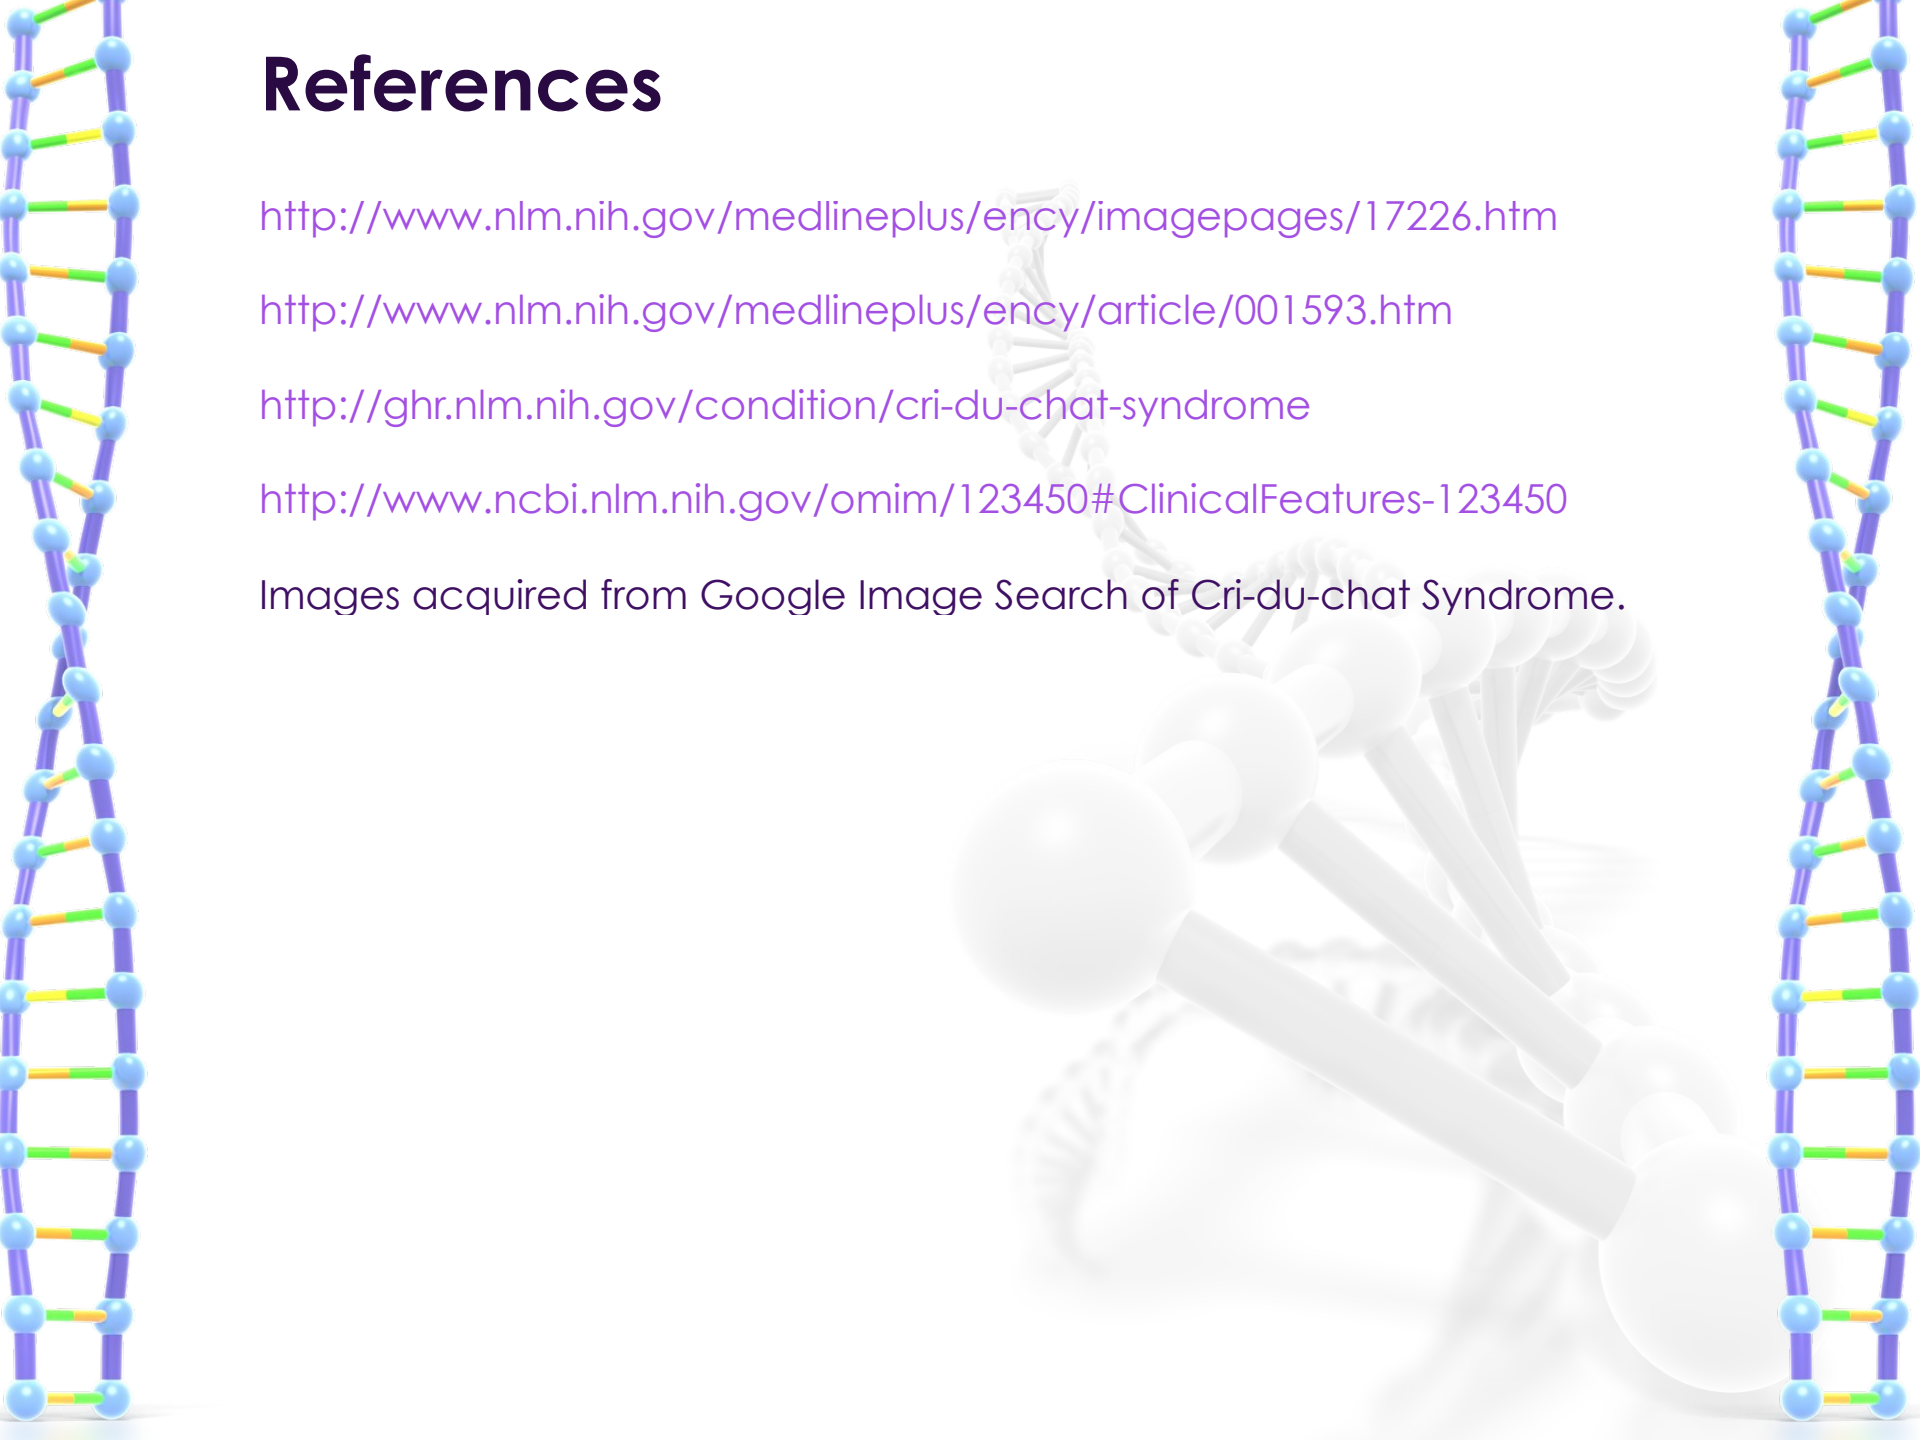 References
http://www.nlm.nih.gov/medlineplus/ency/imagepages/17226.htm
http://www.nlm.nih.gov/medlineplus/ency/article/001593.htm
http://ghr.nlm.nih.gov/condition/cri-du-chat-syndrome
http://www.ncbi.nlm.nih.gov/omim/123450#ClinicalFeatures-123450
Images acquired from Google Image Search of Cri-du-chat Syndrome.